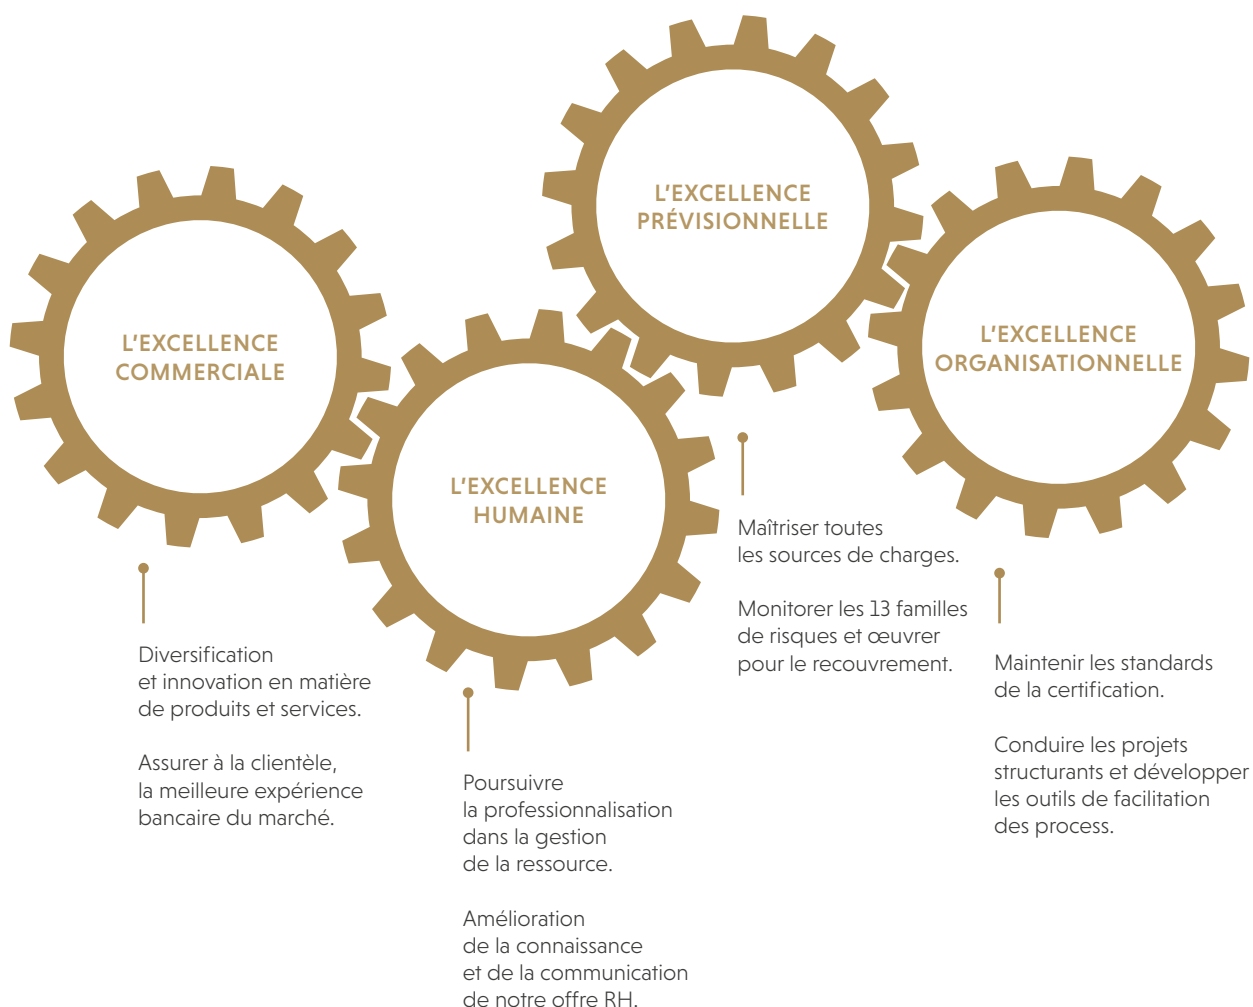 L'EXCELLENCE
COMMERCIALE
Diversification
et innovation en matière
de produits et services.
Assurer à la clientèle,
la meilleure expérience
bancaire du marché.
L'EXCELLENCE
HUMAINE
Poursuivre
la professionnalisation
dans la gestion
de la ressource.
Amélioration
de la connaissance
et de la communication
de notre offre RH.
L'EXCELLENCE
PRÉVISIONNELLE
Maîtriser toutes
les sources de charges.
Monitorer les 13 familles
de risques et œuvrer
pour le recouvrement.
L'EXCELLENCE
ORGANISATIONNELLE
Maintenir les standards
de la certification.
Conduire les projets
structurants et développer
les outils de facilitation
des process.